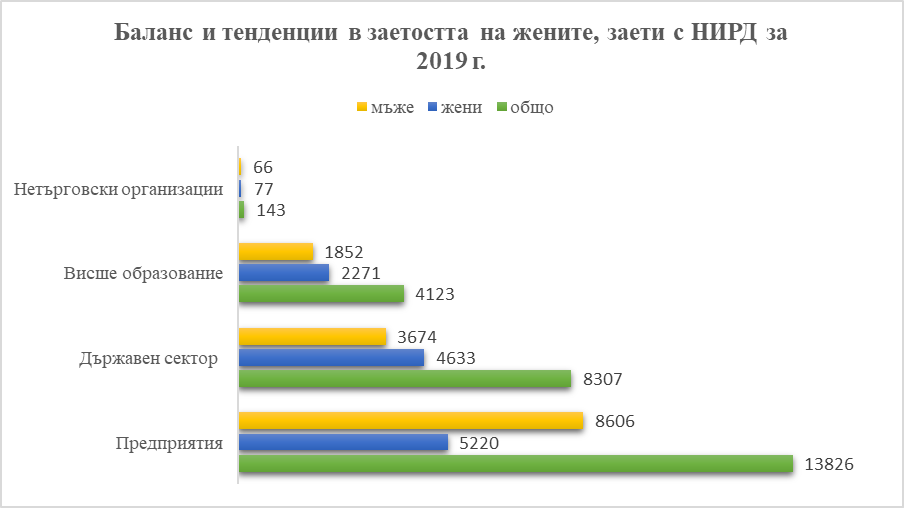 Баланс и тенденции в заетостта на жените, заети с НИРД за
2019 г.
мъже жени общо
Нетърговски организации
66
77
143
Висше образование
1852
2271
4123
Държавен сектор
3674
4633
8307
Предприятия
8606
5220
13826